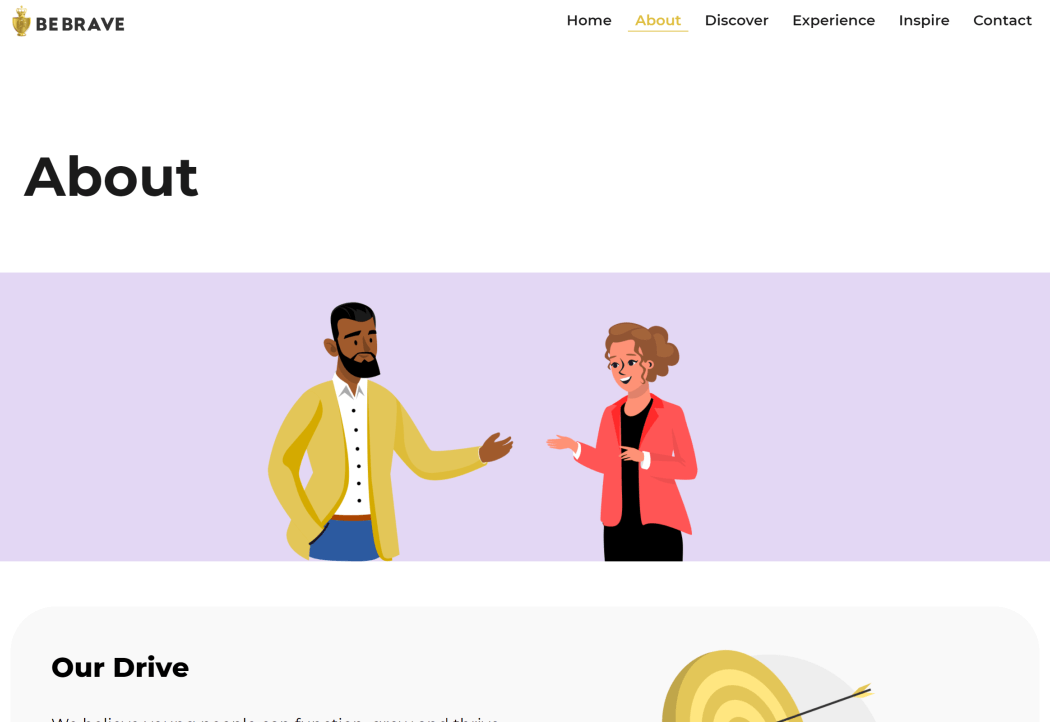 BE BRAVE
Home About Discover Experience Inspire Contact
About
Our Drive
We believe young people can function, grow and thrive